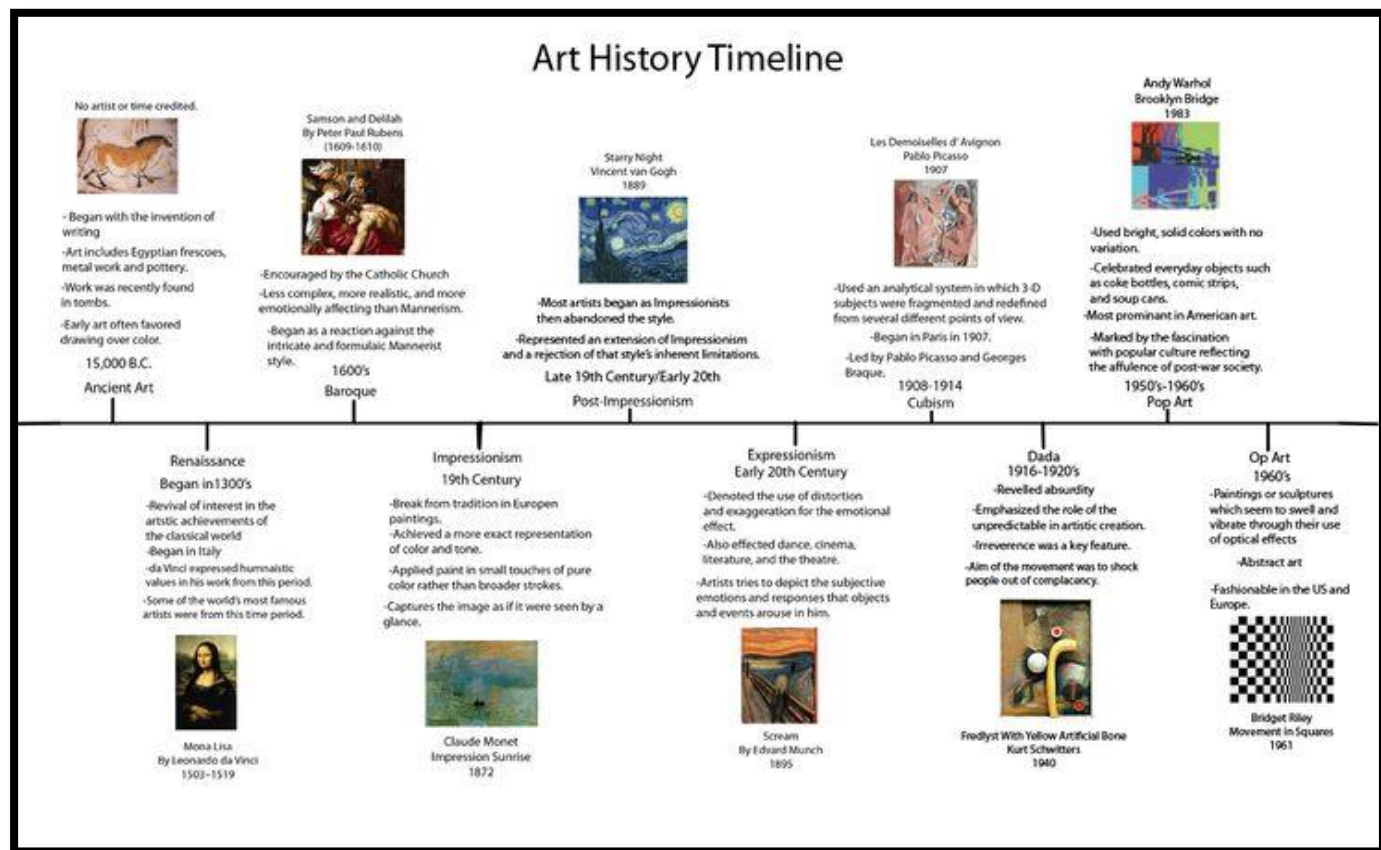 Art History Timeline
No artist or time credited.
- Began with the invention of
writing
-Art includes Egyptian frescoes,
metal work and pottery.
-Work was recently found
in tombs.
-Early art often favored
drawing over color.
15,000 B.C.
Ancient Art
Samson and Delilah
By Peter Paul Rubens
(1609-1610)
-Encouraged by the Catholic Church
-Less complex, more realistic, and more
emotionally affecting than Mannerism.
-Began as a reaction against the
intricate and formulaic Mannerist
style.
1600's
Baroque
Starry Night
Vincent van Gogh
1889
-Most artists began as Impressionists
then abandoned the style.
-Represented an extension of Impressionism
and a rejection of that style's inherent limitations.
Late 19th Century/Early 20th
Post-Impressionism
Les Demoiselles d' Avignon
Pablo Picasso
1907
-Used an analytical system in which 3-D
subjects were fragmented and redefined
from several different points of view.
-Began in Paris in 1907.
-Led by Pablo Picasso and Georges
Braque.
1908-1914
Cubism
Andy Warhol
Brooklyn Bridge
1983
-Used bright, solid colors with no
variation.
-Celebrated everyday objects such
as coke bottles, comic strips,
and soup cans.
-Most prominent in American art.
-Marked by the fascination
with popular culture reflecting
the affulence of post-war society.
1950's-1960's
Pop Art
Renaissance
Began in1300's
-Revival of interest in the
artstic achievements of
the classical world
-Began in Italy
-da Vinci expressed humnaistic
values in his work from this period.
-Some of the world's most famous
artists were from this time period.
Mona Lisa
By Leonardo da Vinci
1503–1519
Impressionism
19th Century
-Break from tradition in Europen
paintings.
-Achieved a more exact representation
of color and tone.
-Applied paint in small touches of pure
color rather than broader strokes.
-Captures the image as if it were seen by a
glance.
Claude Monet
Impression Sunrise
1872
Expressionism
Early 20th Century
-Denoted the use of distortion
and exaggeration for the emotional
effect.
-Also effected dance, cinema,
literature, and the theatre.
-Artists tries to depict the subjective
emotions and responses that objects
and events arouse in him.
Scream
By Edvard Munch
1895
Dada
1916-1920's
-Revelled absurdity
-Emphasized the role of the
unpredictable in artistic creation.
-Irreverence was a key feature.
-Aim of the movement was to shock
people out of complacency.
Fredlyst With Yellow Artificial Bone
Kurt Schwitters
1940
Op Art
1960's
-Paintings or sculptures
which seem to swell and
vibrate through their use
of optical effects
-Abstract art
-Fashionable in the US and
Europe.
Bridget Riley
Movement in Squares
1961